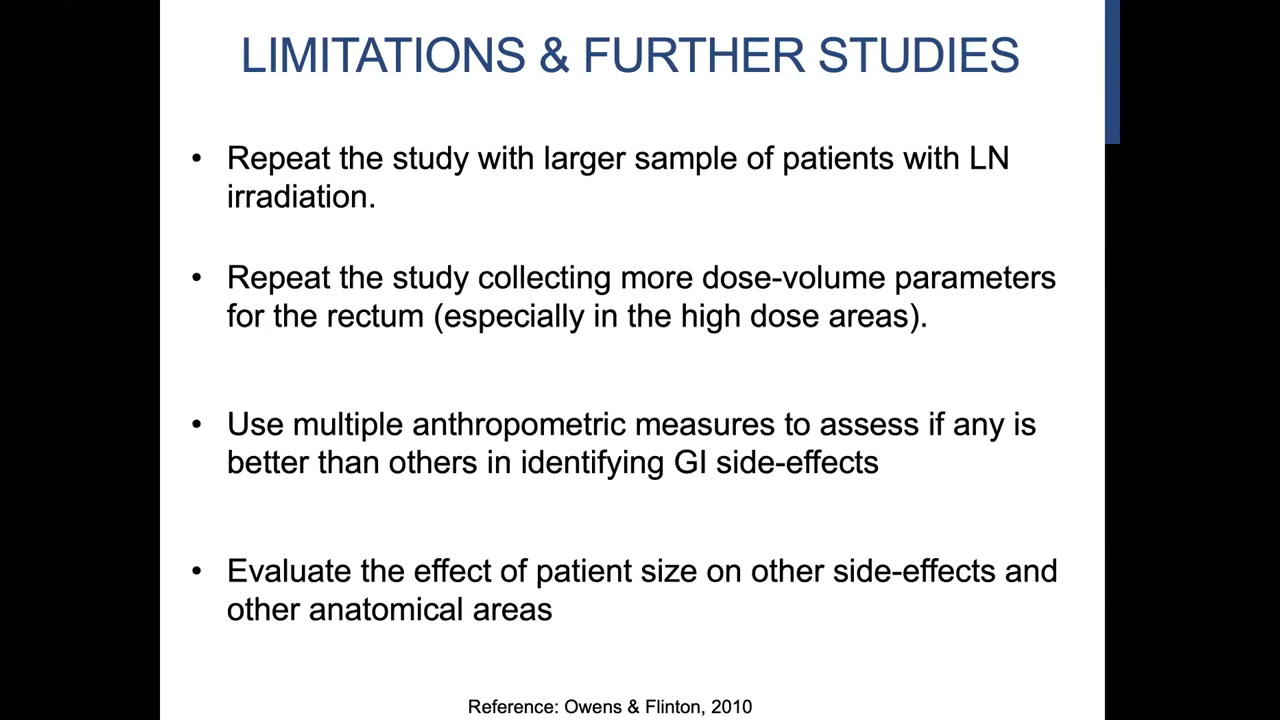 LIMITATIONS & FURTHER STUDIES
• Repeat the study with larger sample of patients with LN
irradiation.
• Repeat the study collecting more dose-volume parameters
for the rectum (especially in the high dose areas).
• Use multiple anthropometric measures to assess if any is
better than others in identifying GI side-effects
• Evaluate the effect of patient size on other side-effects and
other anatomical areas
Reference: Owens & Flinton, 2010